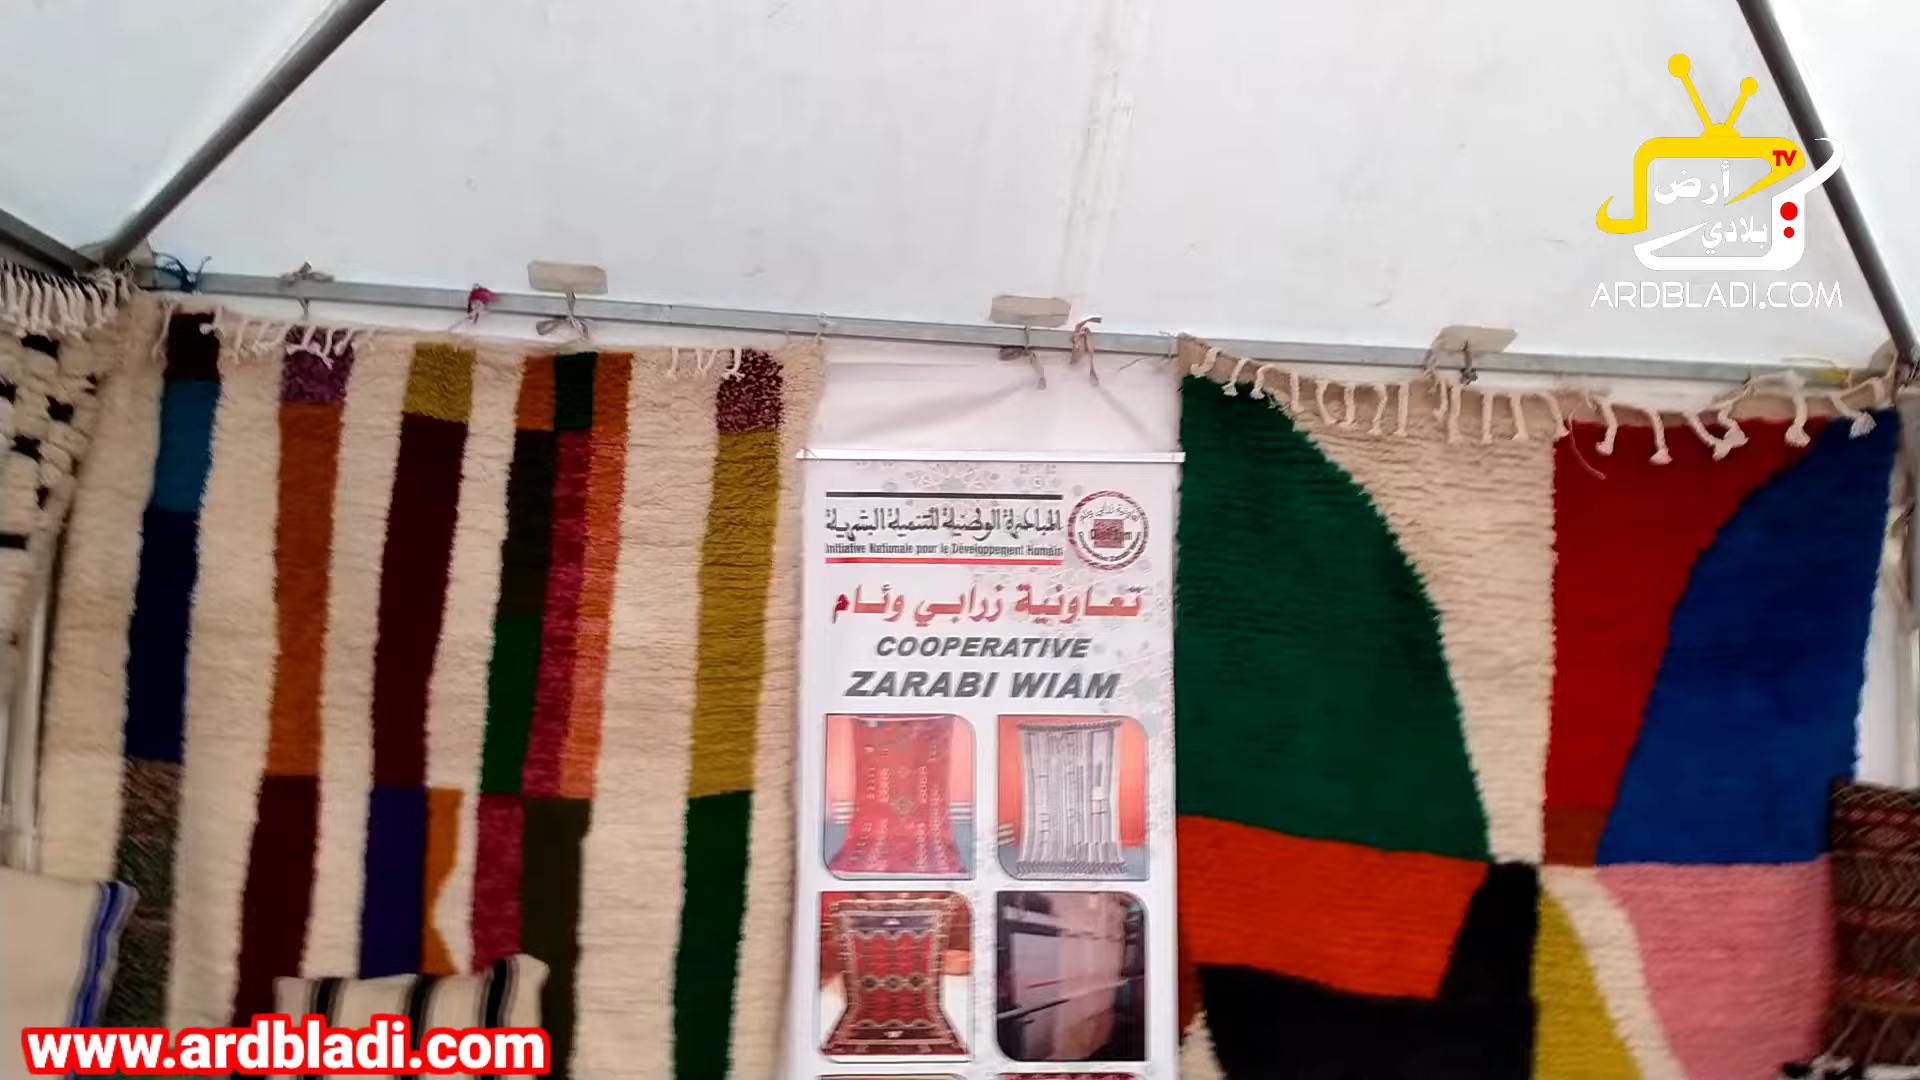 TV
أرض
بلادي
ARDBLADI.COM
المبادرة الوطنية للتنمية البشرية
Initiative Nationale pour le Développement Humain
تعاونية زرابي وئام
COOPERATIVE
ZARABI WIAM
www.ardbladi.com